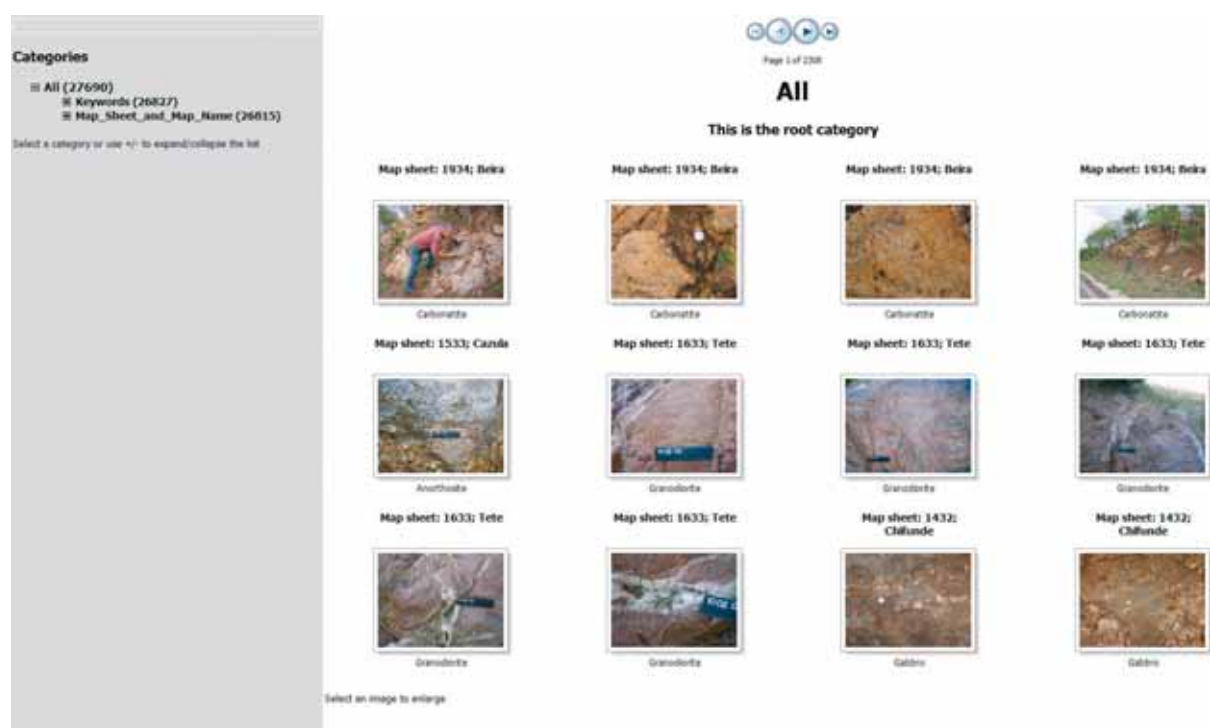 Categories
All (27690)
Keywords (26827)
Map_Sheet_and_Map_Name (26815)
Select a category or use +/- to expand/collapse the list
Page 1 of 2308
All
This is the root category
Map sheet: 1934; Beira
Map sheet: 1934; Beira
Map sheet: 1934; Beira
Map sheet: 1934; Beira
Carbonatite
Carbonatite
Carbonatite
Carbonatite
Map sheet: 1533; Cazula
Map sheet: 1633; Tete
Map sheet: 1633; Tete
Map sheet: 1633; Tete
Anorthosite
Granodiorite
Granodiorite
Granodiorite
Map sheet: 1633; Tete
Map sheet: 1633; Tete
Map sheet: 1432;
Chifunde
Map sheet: 1432;
Chifunde
Granodiorite
Granodiorite
Gabbro
Gabbro
Select an image to enlarge